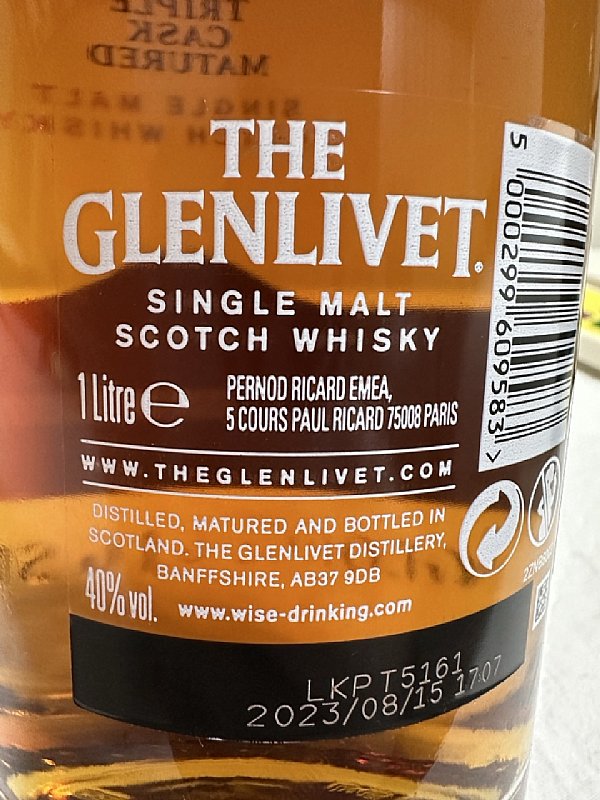 TRIPLE
CASK
MATURED
SINGLE MALT
THE
GLENLIVET®
SINGLE MALT
SCOTCH WHISKY
1 Litre ℮
PERNOD RICARD EMEA,
5 COURS PAUL RICARD 75008 PARIS
WWW.THEGLENLIVET.COM
DISTILLED, MATURED AND BOTTLED IN
SCOTLAND. THE GLENLIVET DISTILLERY,
BANFFSHIRE, AB37 9DB
40% vol.
www.wise-drinking.com
LKPT5161
2023/08/15 17:07
5 000299 609583 >